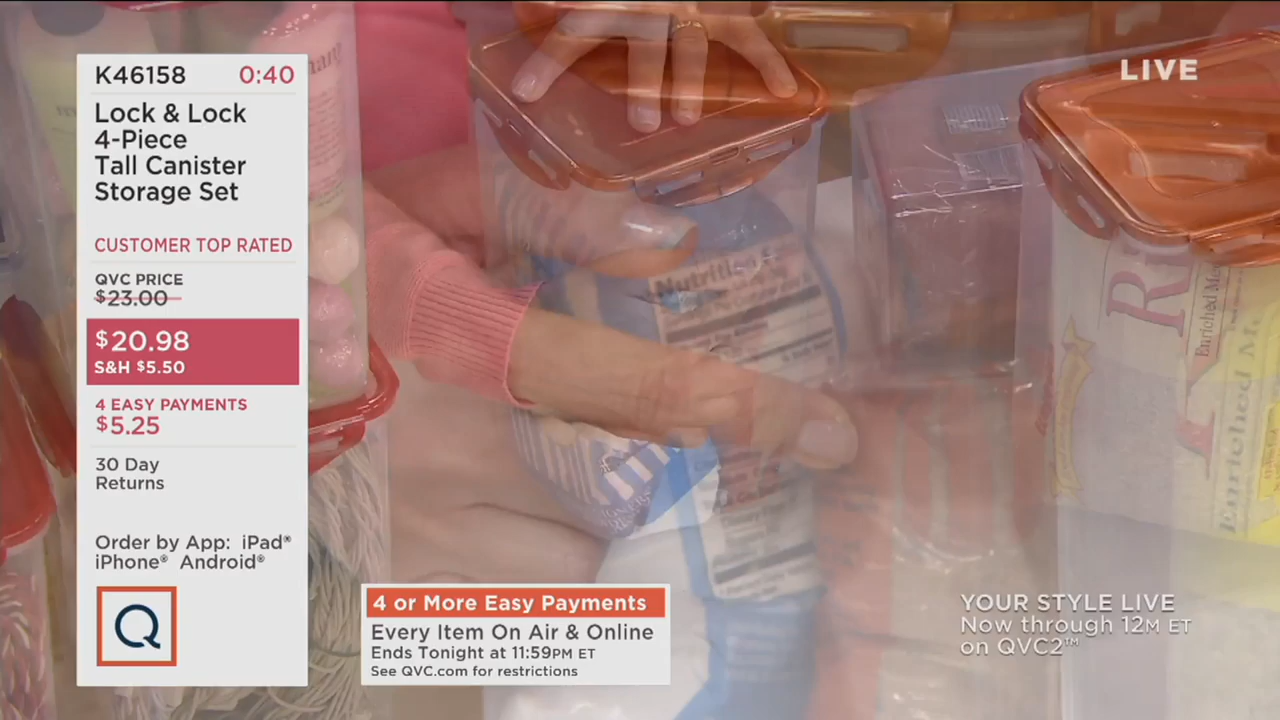 K46158 0:40
Lock & Lock
4-Piece
Tall Canister
Storage Set
CUSTOMER TOP RATED
QVC PRICE
$23.00
$20.98
S&H $5.50
4 EASY PAYMENTS
$5.25
30 Day
Returns
Order by App: iPad®
iPhone® Android®
Q
4 or More Easy Payments
Every Item On Air & Online
Ends Tonight at 11:59PM ET
See QVC.com for restrictions
LIVE
Nutrition
Enriched
YOUR STYLE LIVE
Now through 12M ET
on QVC2™